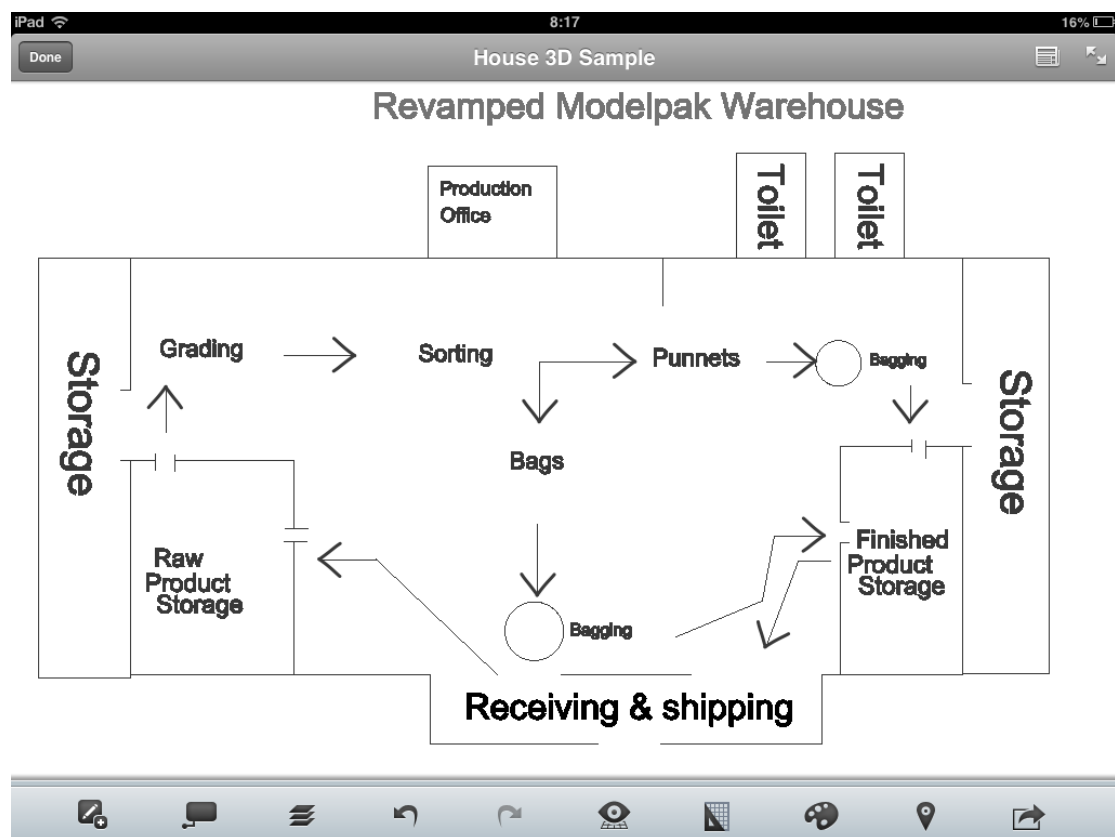 iPad
8:17
16%
Done
House 3D Sample
Revamped Modelpak Warehouse
Production
Office
Toilet
Toilet
Storage
Grading
Sorting
Punnets
Bagging
Storage
Bags
Raw
Product
Storage
Finished
Product
Storage
Bagging
Receiving & shipping